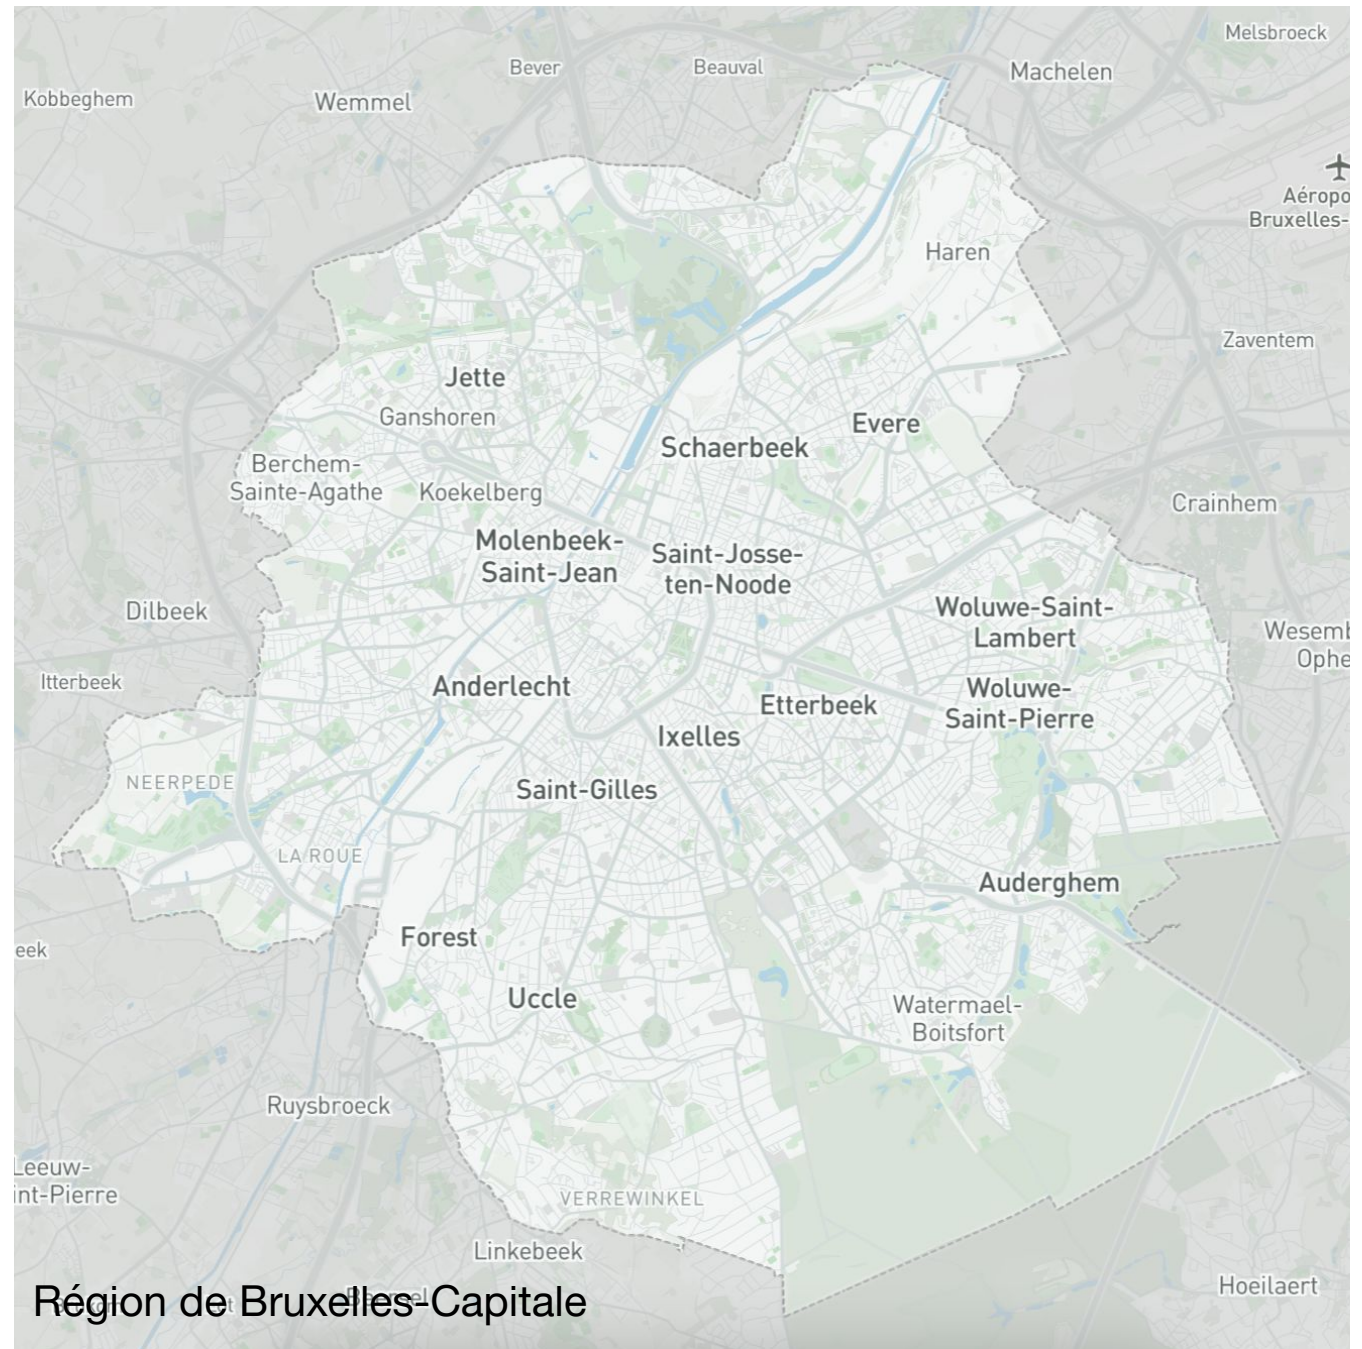 Melsbroeck
Bever
Beauval
Machelen
Kobbeghem
Wemmel
Aéropo
Bruxelles-
Haren
Zaventem
Jette
Ganshoren
Evere
Schaerbeek
Berchem-
Sainte-Agathe
Koekelberg
Crainhem
Molenbeek-
Saint-Jean
Saint-Josse-
ten-Noode
Dilbeek
Woluwe-Saint-
Lambert
Wesemb
Ophe
Itterbeek
Anderlecht
Woluwe-
Saint-Pierre
Etterbeek
Ixelles
NEERPEDE
Saint-Gilles
LA ROUE
Auderghem
Forest
eek
Uccle
Watermael-
Boitsfort
Ruysbroeck
Leeuw-
int-Pierre
VERREWINKEL
Linkebeek
Hoeilaert
Région de Bruxelles-Capitale